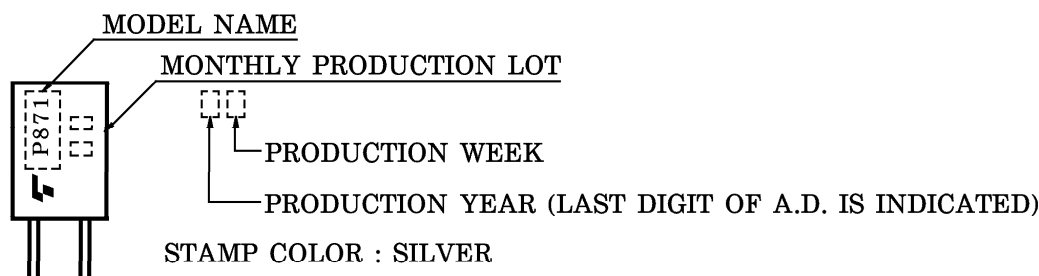 MODEL NAME
MONTHLY PRODUCTION LOT
P871
PRODUCTION WEEK
PRODUCTION YEAR (LAST DIGIT OF A.D. IS INDICATED)
STAMP COLOR : SILVER